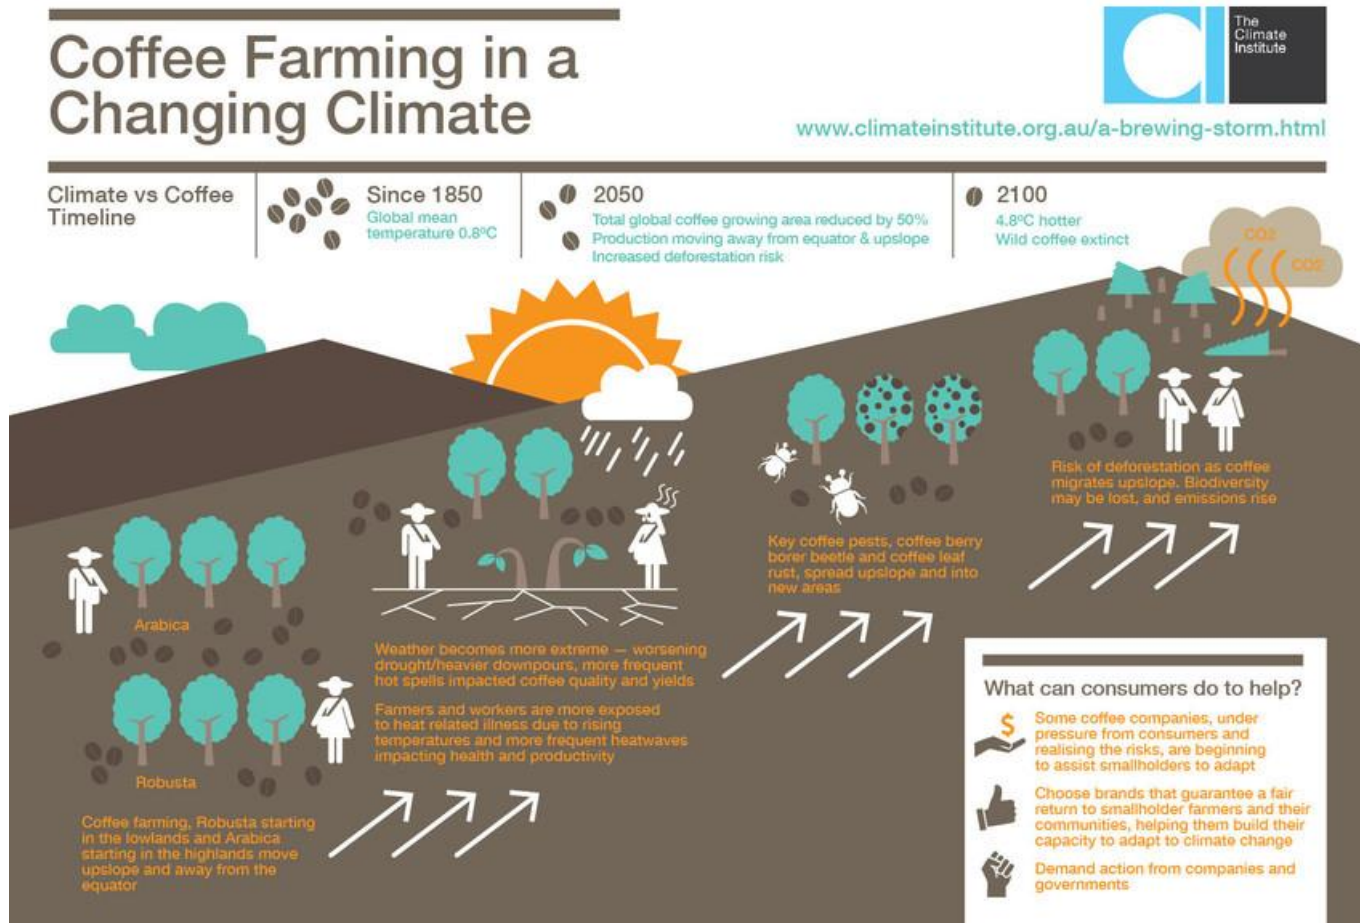 Coffee Farming in a
Changing Climate
The
Climate
Institute
www.climateinstitute.org.au/a-brewing-storm.html
Climate vs Coffee
Timeline
Since 1850
Global mean
temperature 0.8ºC
2050
Total global coffee growing area reduced by 50%
Production moving away from equator & upslope
Increased deforestation risk
2100
4.8ºC hotter
Wild coffee extinct
CO2
CO2
Arabica
Robusta
Coffee farming, Robusta starting
in the lowlands and Arabica
starting in the highlands move
upslope and away from the
equator
Weather becomes more extreme — worsening
drought/heavier downpours, more frequent
hot spells impacted coffee quality and yields
Farmers and workers are more exposed
to heat related illness due to rising
temperatures and more frequent heatwaves
impacting health and productivity
Key coffee pests, coffee berry
borer beetle and coffee leaf
rust, spread upslope and into
new areas
Risk of deforestation as coffee
migrates upslope. Biodiversity
may be lost, and emissions rise
What can consumers do to help?
$
Some coffee companies, under
pressure from consumers and
realising the risks, are beginning
to assist smallholders to adapt
Choose brands that guarantee a fair
return to smallholder farmers and their
communities, helping them build their
capacity to adapt to climate change
Demand action from companies and
governments